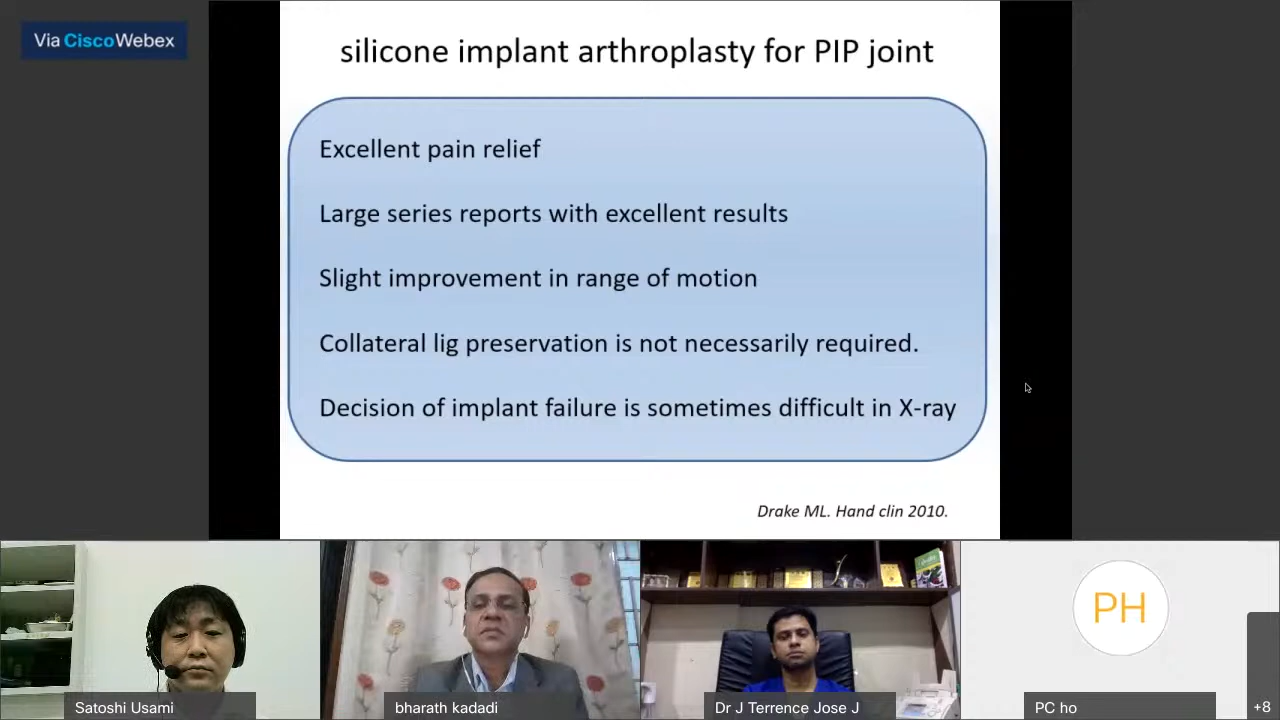 Via CiscoWebex
silicone implant arthroplasty for PIP joint
Excellent pain relief
Large series reports with excellent results
Slight improvement in range of motion
Collateral lig preservation is not necessarily required.
Decision of implant failure is sometimes difficult in X-ray
Drake ML. Hand clin 2010.
PH
Satoshi Usami
bharath kadadi
Dr J Terrence Jose J
PC ho
+8